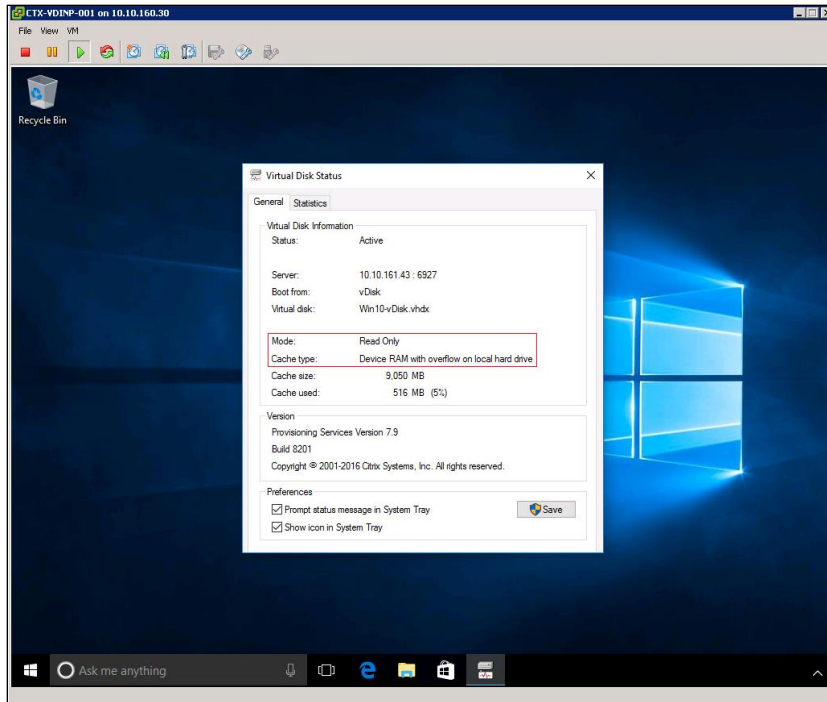 CTX-VDINP-001 on 10.10.160.30
File View VM
Recycle Bin
Virtual Disk Status
General Statistics
Virtual Disk Information
Status: Active
Server: 10.10.161.43 : 6927
Boot from: vDisk
Virtual disk: Win10-vDisk.vhdx
Mode: Read Only
Cache type: Device RAM with overflow on local hard drive
Cache size: 9,050 MB
Cache used: 516 MB (5%)
Version
Provisioning Services Version 7.9
Build 8201
Copyright © 2001-2016 Citrix Systems, Inc. All rights reserved.
Preferences
Prompt status message in System Tray
Save
Show icon in System Tray
Ask me anything